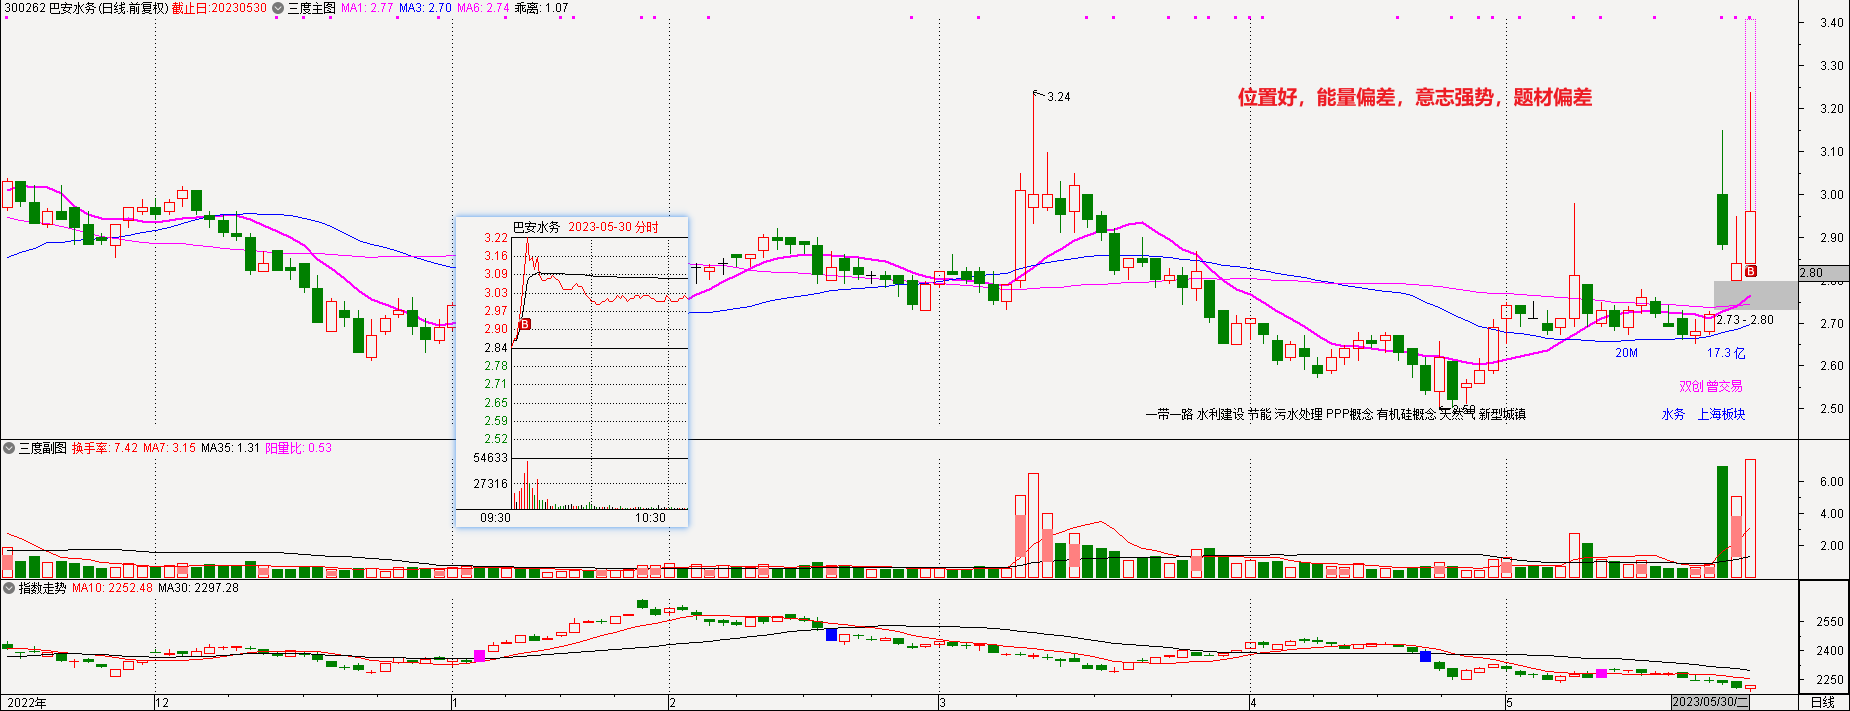 300262 巴安水务(日线.前复权) 截止日:20230530 三度主图 MA1: 2.77 MA3: 2.70 MA6: 2.74 乖离: 1.07
3.40
3.30
3.20
3.10
3.00
2.90
2.80
2.80
2.70
2.60
2.50
位置好，能量偏差，意志强势，题材偏差
3.24
B
2.73 - 2.80
20M 17.3 亿
双创 曾交易
水务 上海板块
2.50
一带一路 水利建设 节能 污水处理 PPP概念 有机硅概念 天然气 新型城镇
巴安水务 2023-05-30 分时
3.22
3.16
3.09
3.03
2.97
2.90
2.84
2.78
2.71
2.65
2.59
2.52
B
54633
27316
09:30 10:30
三度副图 换手率: 7.42 MA7: 3.15 MA35: 1.31 阳量比: 0.53
6.00
4.00
2.00
指数走势 MA10: 2252.48 MA30: 2297.28
2550
2400
2250
2022年 12 1 2 3 4 5 2023/05/30/二 日线